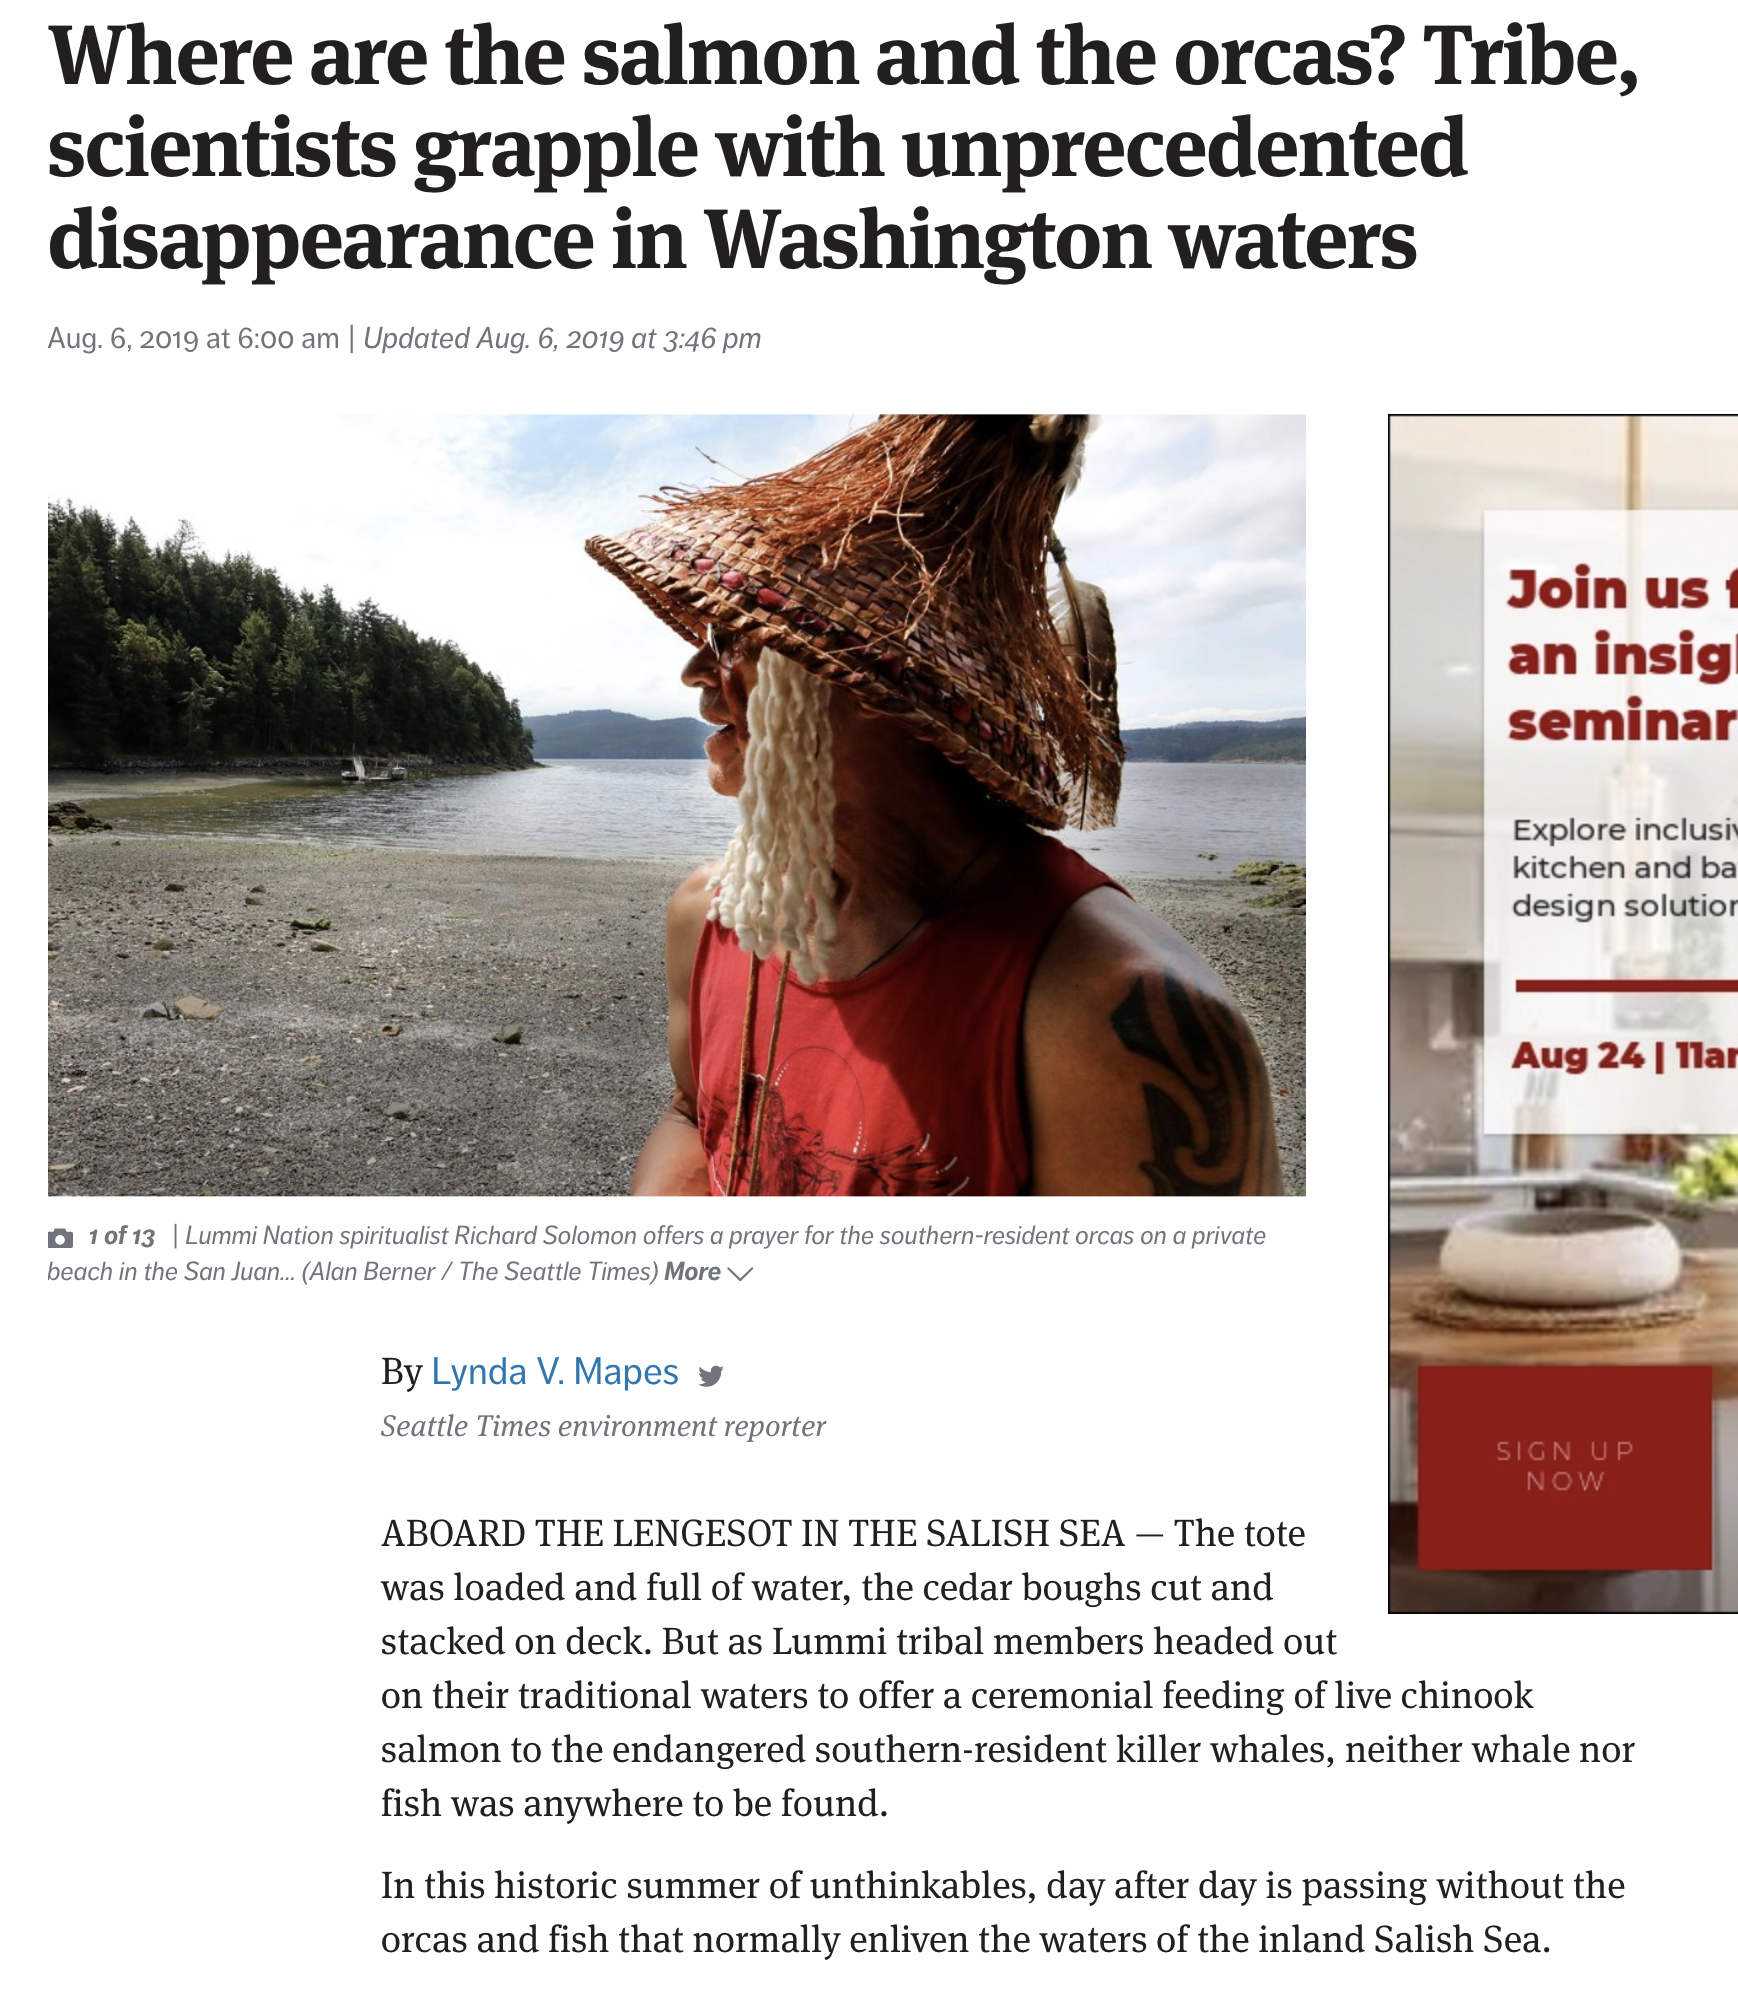 Where are the salmon and the orcas? Tribe,
scientists grapple with unprecedented
disappearance in Washington waters
Aug. 6, 2019 at 6:00 am | Updated Aug. 6, 2019 at 3:46 pm
1 of 13 | Lummi Nation spiritualist Richard Solomon offers a prayer for the southern-resident orcas on a private
beach in the San Juan... (Alan Berner / The Seattle Times) More
By Lynda V. Mapes
Seattle Times environment reporter
ABOARD THE LENGESOT IN THE SALISH SEA — The tote
was loaded and full of water, the cedar boughs cut and
stacked on deck. But as Lummi tribal members headed out
on their traditional waters to offer a ceremonial feeding of live chinook
salmon to the endangered southern-resident killer whales, neither whale nor
fish was anywhere to be found.
In this historic summer of unthinkables, day after day is passing without the
orcas and fish that normally enliven the waters of the inland Salish Sea.
Join us
an
seminar
Explore
kitchen and
design
Aug 24 |
SIGN UP
NOW